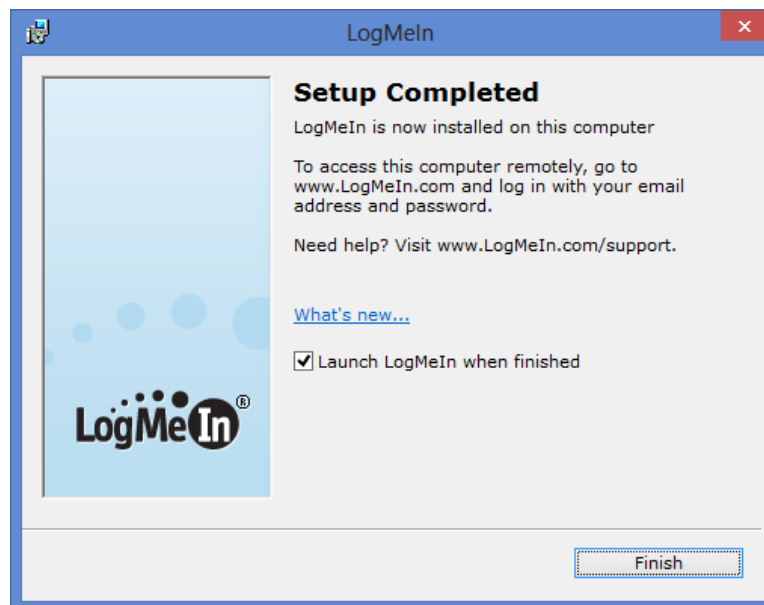 LogMeIn
Setup Completed
LogMeIn is now installed on this computer
To access this computer remotely, go to
www.LogMeIn.com and log in with your email
address and password.
Need help? Visit www.LogMeIn.com/support.
What's new...
Launch LogMeIn when finished
LogMeIn®
Finish